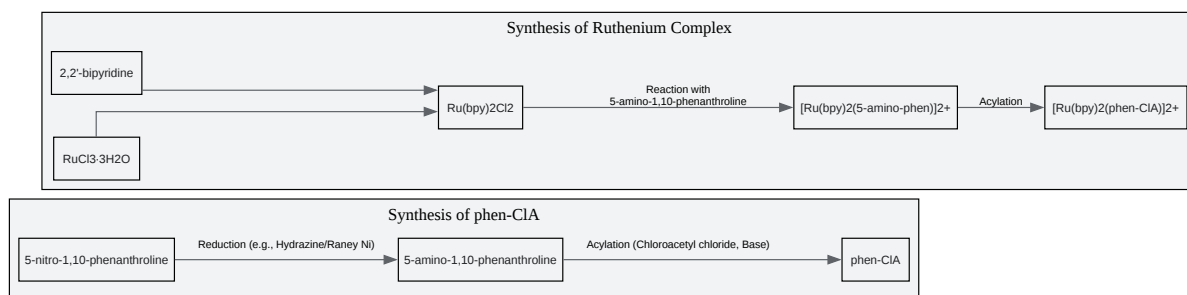 Synthesis of Ruthenium Complex
2,2'-bipyridine
RuCl3·3H2O
Ru(bpy)2Cl2
Reaction with
5-amino-1,10-phenanthroline
[Ru(bpy)2(5-amino-phen)]2+
Acylation
[Ru(bpy)2(phen-ClA)]2+
Synthesis of phen-ClA
5-nitro-1,10-phenanthroline
Reduction (e.g., Hydrazine/Raney Ni)
5-amino-1,10-phenanthroline
Acylation (Chloroacetyl chloride, Base)
phen-ClA